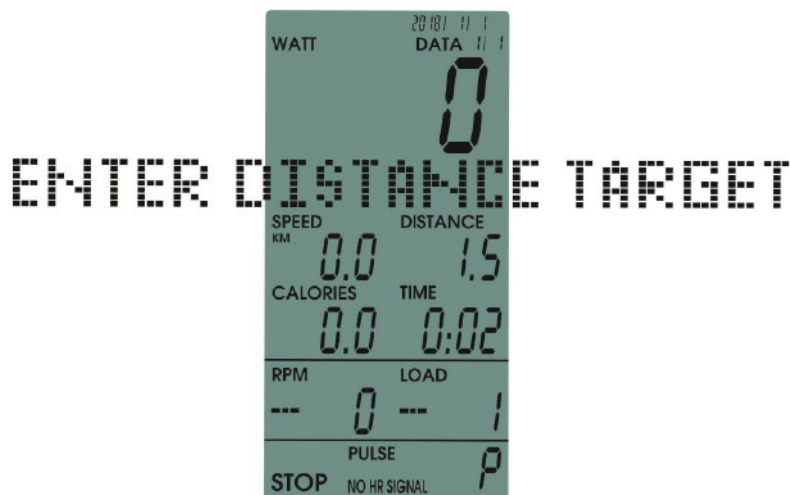 2018/ 1/ 1
WATT DATA 1/ 1
0
ENTER DISTANCE TARGET
SPEED DISTANCE
KM 0.0 1.5
CALORIES TIME
0.0 0:02
RPM LOAD
--- 0 --- 1
PULSE P
STOP NO HR SIGNAL